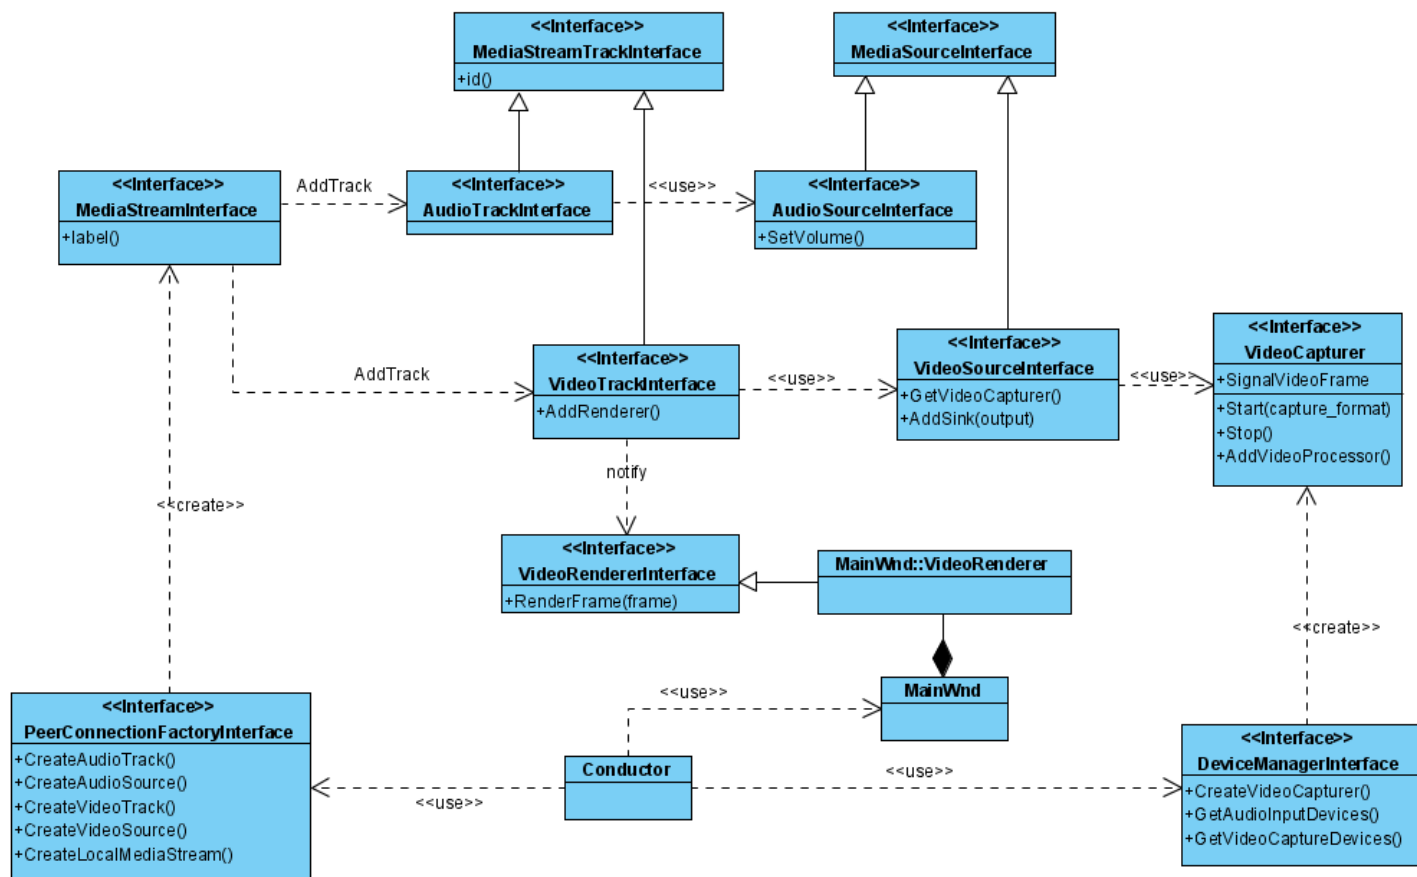 <<Interface>>
MediaStreamTrackInterface
+id()
<<Interface>>
MediaSourceInterface
<<Interface>>
MediaStreamInterface
+label()
AddTrack
<<Interface>>
AudioTrackInterface
<<use>>
<<Interface>>
AudioSourceInterface
+SetVolume()
AddTrack
<<Interface>>
VideoTrackInterface
+AddRenderer()
<<use>>
<<Interface>>
VideoSourceInterface
+GetVideoCapturer()
+AddSink(output)
<<use>>
<<Interface>>
VideoCapturer
+SignalVideoFrame
+Start(capture_format)
+Stop()
+AddVideoProcessor()
notify
<<create>>
<<Interface>>
VideoRendererInterface
+RenderFrame(frame)
MainWnd::VideoRenderer
<<create>>
<<use>>
MainWnd
<<Interface>>
PeerConnectionFactoryInterface
+CreateAudioTrack()
+CreateAudioSource()
+CreateVideoTrack()
+CreateVideoSource()
+CreateLocalMediaStream()
<<use>>
Conductor
<<use>>
<<Interface>>
DeviceManagerInterface
+CreateVideoCapturer()
+GetAudioInputDevices()
+GetVideoCaptureDevices()